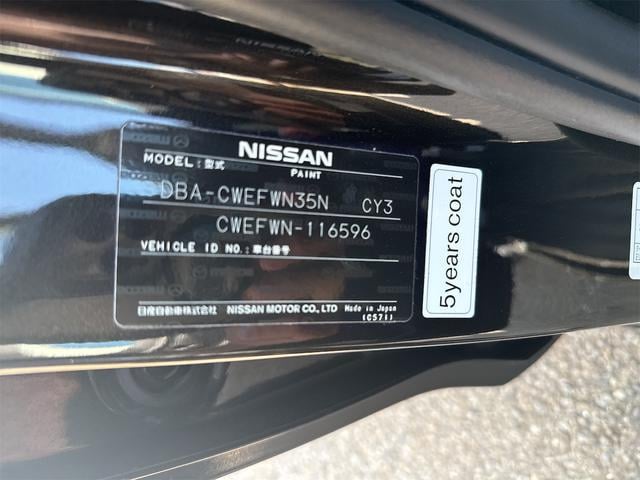 NISSAN
MODEL:型式
PAINT
DBA-CWEFWN35N CY3
CWEFWN-116596
VEHICLE ID NO.:車台番号
日産自動車株式会社 NISSAN MOTOR CO., LTD Made in Japan
(C571)
5years coat